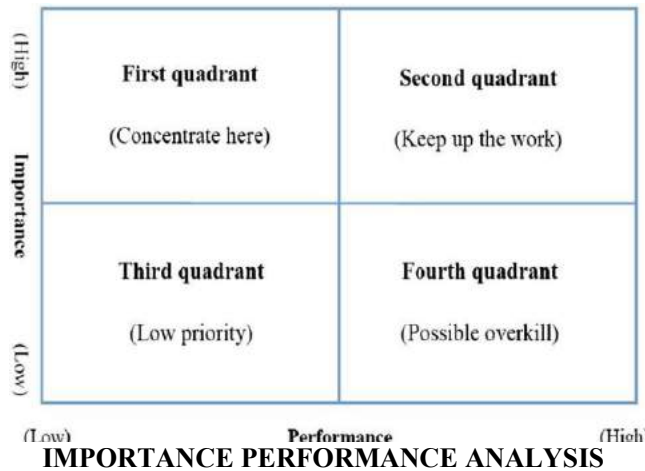 (High)
First quadrant
Second quadrant
(Concentrate here)
(Keep up the work)
Importance
Third quadrant
Fourth quadrant
(Low priority)
(Possible overkill)
(Low)
(Low) Performance (High)
IMPORTANCE PERFORMANCE ANALYSIS